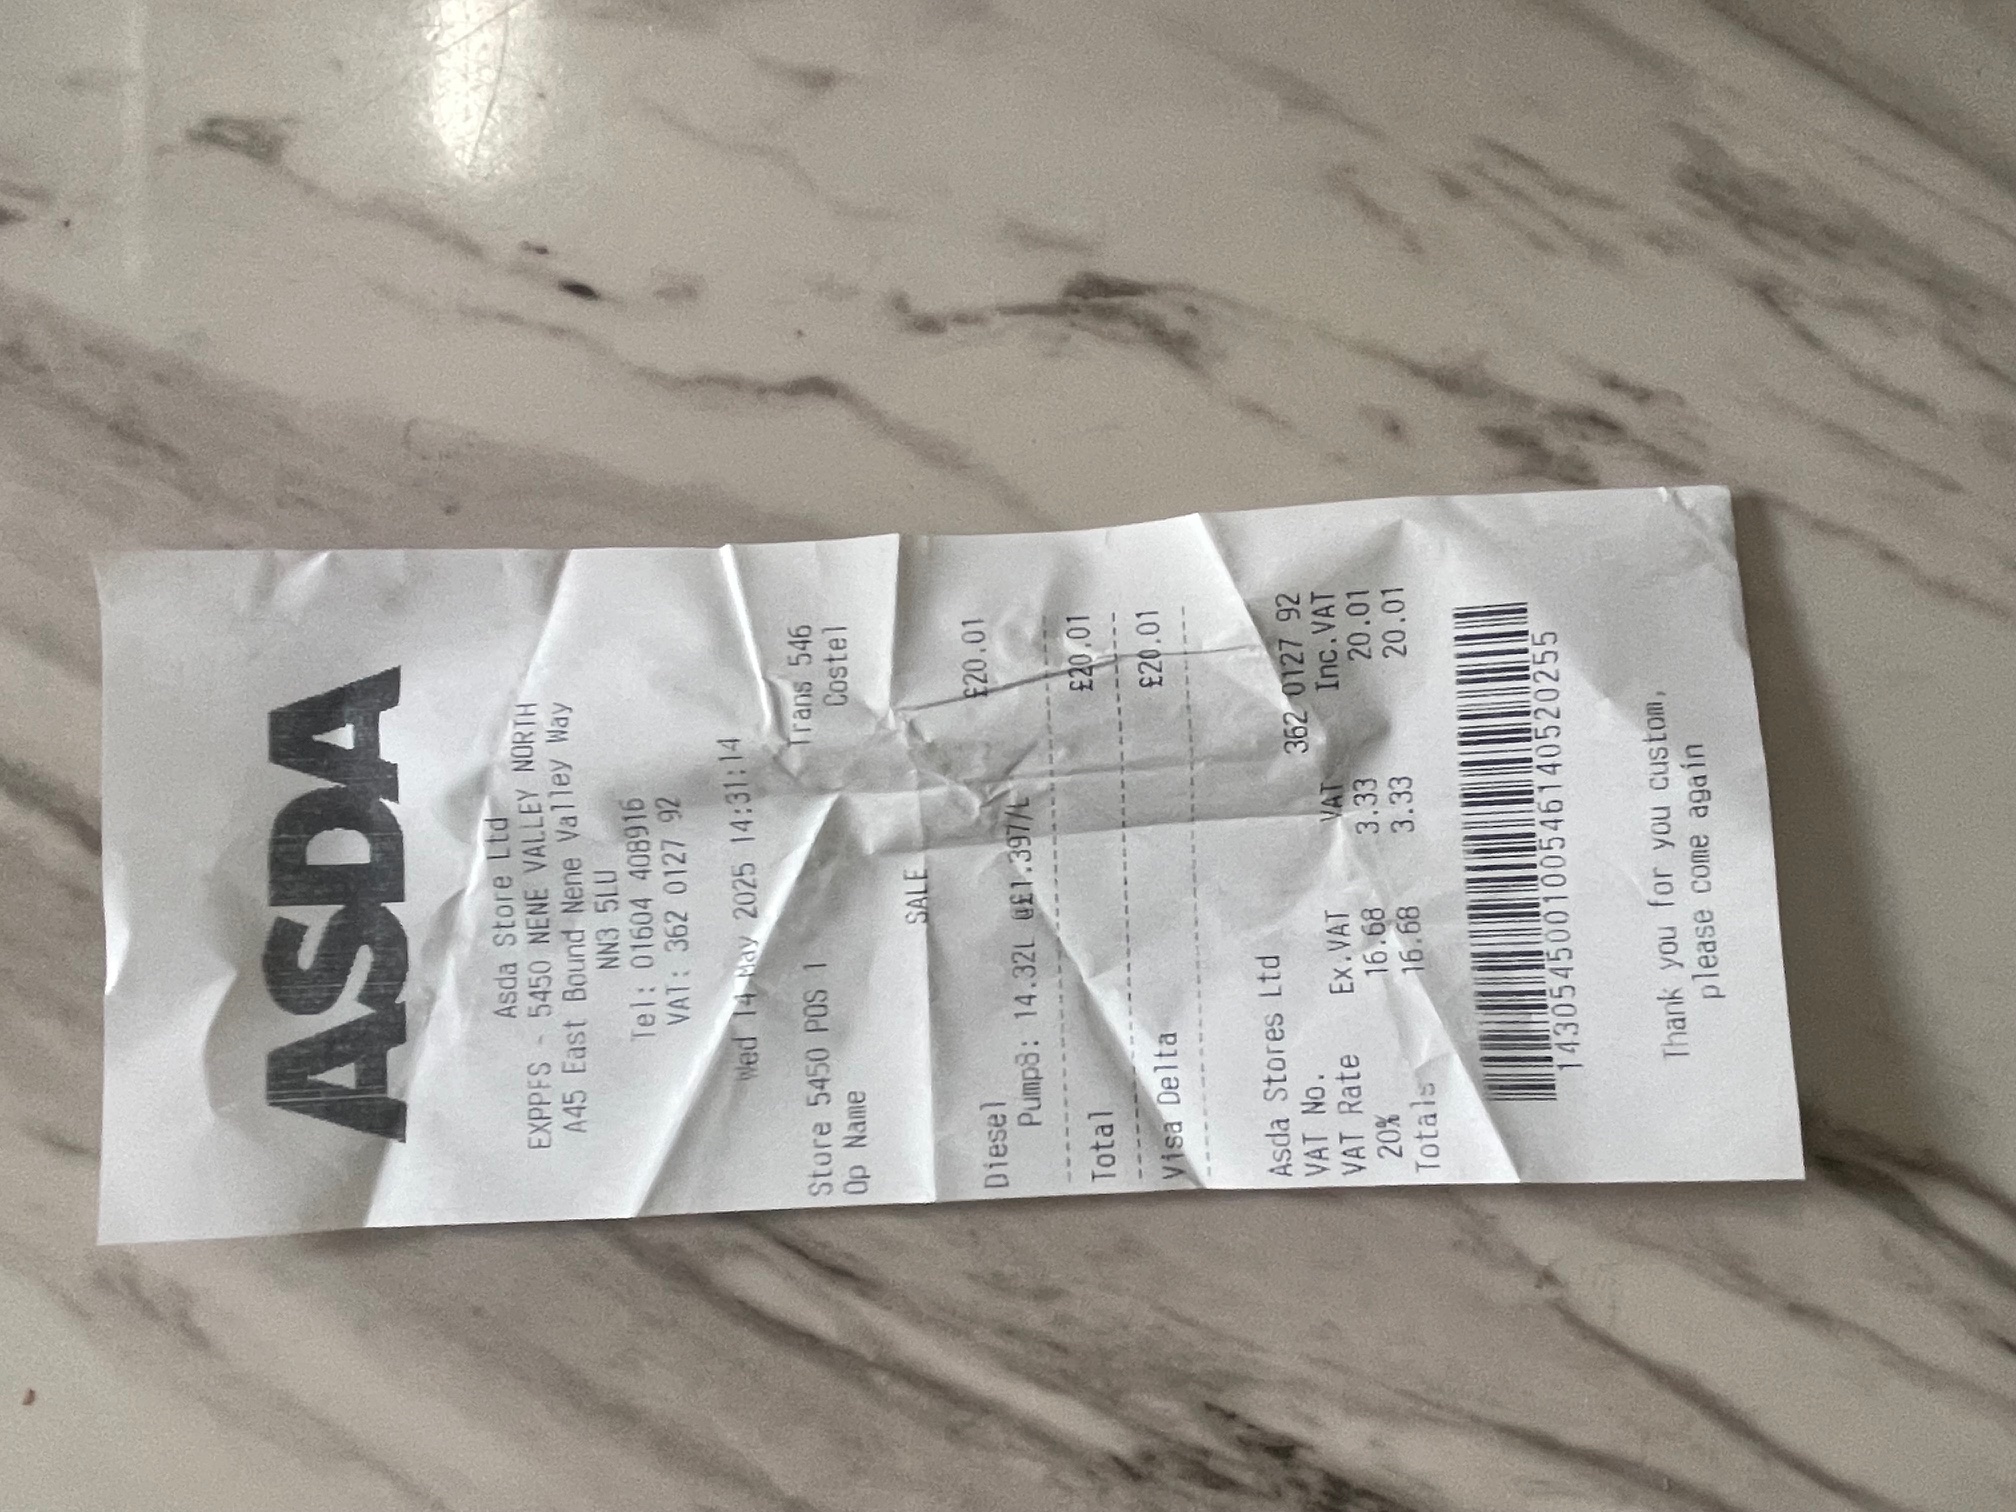 ASDA
Asda Store Ltd
EXPPFS - 5450 NENE VALLEY NORTH
A45 East Bound Nene Valley Way
NN3 5LU
Tel: 01604 408916
VAT: 362 0127 92
Wed 14 May 2025 14:31:14
Store 5450 POS 1 Trans 546
Op Name Costel
SALE
Diesel £20.01
Pump8: 14.32L @£1.397/L
Total £20.01
Visa Delta £20.01
Asda Stores Ltd
VAT No. 362 0127 92
VAT Rate Ex.VAT VAT Inc.VAT
20% 16.68 3.33 20.01
Totals 16.68 3.33 20.01
143054500100546140520255
Thank you for you custom,
please come again